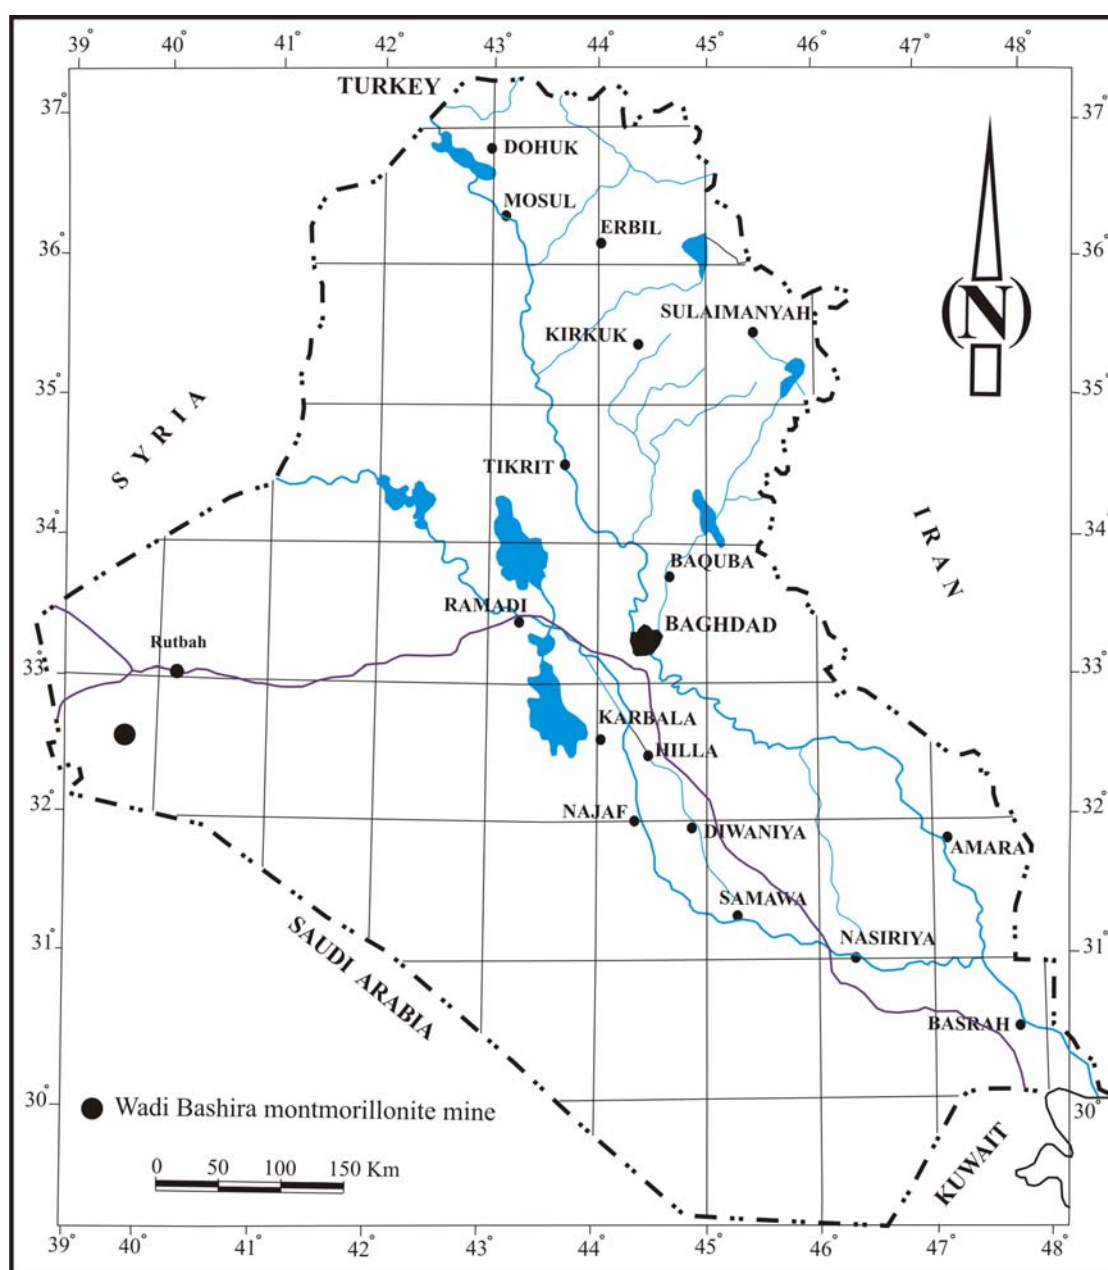 39° 40° 41° 42° 43° 44° 45° 46° 47° 48°
TURKEY
37° 37°
DOHUK
MOSUL
ERBIL
36° 36°
(N)
SULAIMANYAH
KIRKUK
35° 35°
SYRIA
TIKRIT
34° 34°
IRAN
BAQUBA
RAMADI
BAGHDAD
Rutbah
33° 33°
KARBALA
HILLA
32° 32°
NAJAF
DIWANIYA
AMARA
SAMAWA
NASIRIYA
31° 31°
SAUDI ARABIA
BASRAH
30° 30°
Wadi Bashira montmorillonite mine
KUWAIT
0 50 100 150 Km
39° 40° 41° 42° 43° 44° 45° 46° 47° 48°